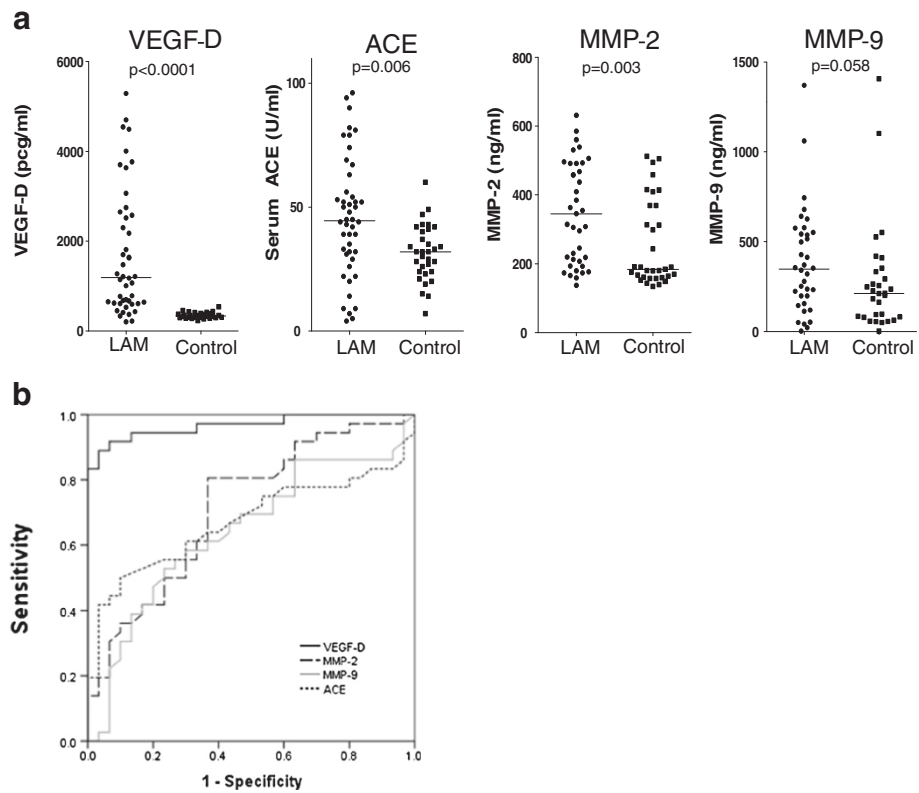 a
VEGF-D
p<0.0001
VEGF-D (pcg/ml)
6000
4000
2000
0
LAM
Control
ACE
p=0.006
Serum ACE (U/ml)
100
50
0
LAM
Control
MMP-2
p=0.003
MMP-2 (ng/ml)
800
600
400
200
0
LAM
Control
MMP-9
p=0.058
MMP-9 (ng/ml)
1500
1000
500
0
LAM
Control
b
Sensitivity
1.0
0.8
0.6
0.4
0.2
0.0
VEGF-D
MMP-2
MMP-9
ACE
0.0 0.2 0.4 0.6 0.8 1.0
1 - Specificity